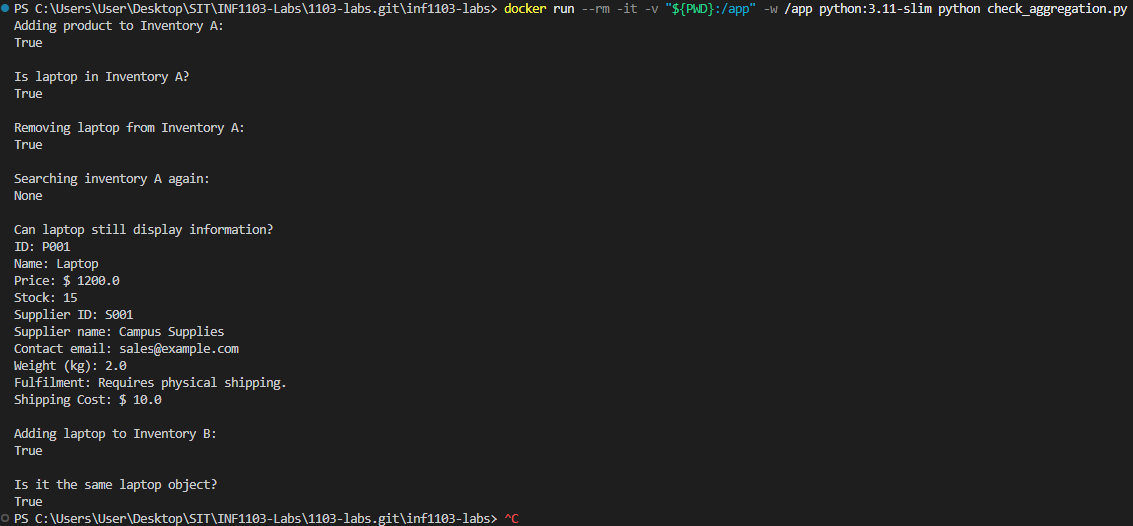 PS C:\Users\User\Desktop\SIT\INF1103-Labs\1103-labs.git\inf1103-labs> docker run --rm -it -v "${PWD}:/app" -w /app python:3.11-slim python check_aggregation.py
Adding product to Inventory A:
True

Is laptop in Inventory A?
True

Removing laptop from Inventory A:
True

Searching inventory A again:
None

Can laptop still display information?
ID: P001
Name: Laptop
Price: $ 1200.0
Stock: 15
Supplier ID: S001
Supplier name: Campus Supplies
Contact email: sales@example.com
Weight (kg): 2.0
Fulfilment: Requires physical shipping.
Shipping Cost: $ 10.0

Adding laptop to Inventory B:
True

Is it the same laptop object?
True
PS C:\Users\User\Desktop\SIT\INF1103-Labs\1103-labs.git\inf1103-labs> ^C